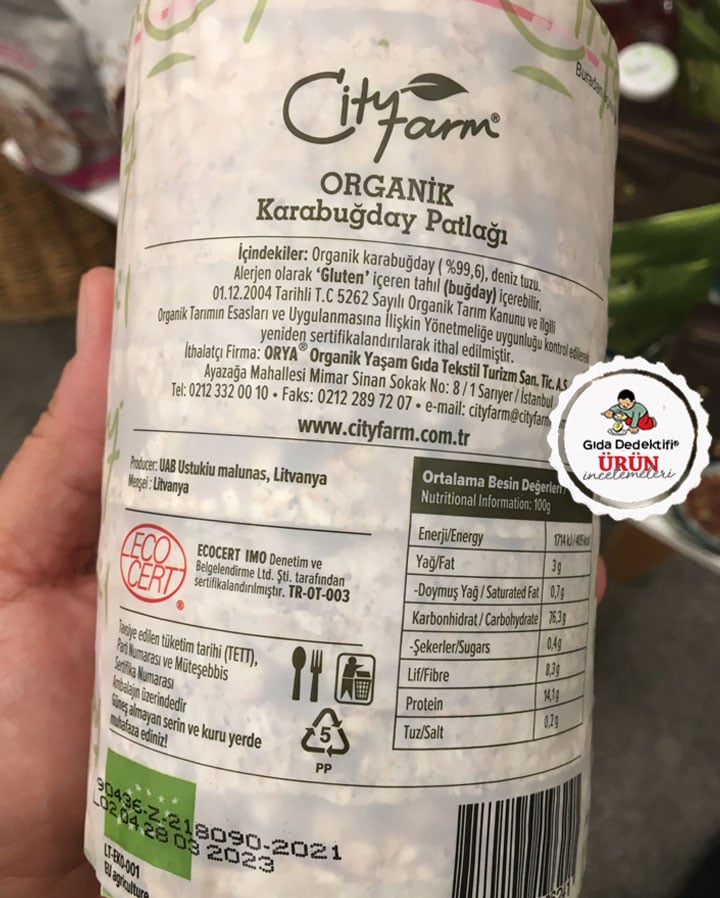 City farm®
ORGANİK
Karabuğday Patlağı
İçindekiler: Organik karabuğday ( %99,6), deniz tuzu.
Alerjen olarak 'Gluten' içeren tahıl (buğday) içerebilir.
01.12.2004 Tarihli T.C 5262 Sayılı Organik Tarım Kanunu ve ilgili
Organik Tarımın Esasları ve Uygulanmasına İlişkin Yönetmeliğe uygunluğu kontrol edilerek
yeniden sertifikalandırılarak ithal edilmiştir.
İthalatçı Firma: ORYA® Organik Yaşam Gıda Tekstil Turizm San. Tic. A.S.
Ayazağa Mahallesi Mimar Sinan Sokak No: 8/1 Sarıyer / İstanbul
Tel: 0212 332 00 10 • Faks: 0212 289 72 07 • e-mail: cityfarm@cityfarm
www.cityfarm.com.tr
Gıda Dedektifi®
ÜRÜN
incelemeleri
Producer: UAB Ustukiu malunas, Litvanya
Menşei : Litvanya
ECO
CERT
®
ECOCERT IMO Denetim ve
Belgelendirme Ltd. Şti. tarafından
sertifikalandırılmıştır. TR-OT-003
Tavsiye edilen tüketim tarihi (TETT),
Parti Numarası ve Müteşebbis
Sertifika Numarası
Ambalajın üzerindedir
Güneş almayan serin ve kuru yerde
muhafaza ediniz!
5
PP
Ortalama Besin Değerleri
Nutritional Information: 100g
Enerji/Energy 1714 kJ / 405 kcal
Yağ/Fat 3g
-Doymuş Yağ / Saturated Fat 0,7g
Karbonhidrat / Carbohydrate 76,3g
-Şekerler/Sugars 0,4g
Lif/Fibre 8,3g
Protein 14,1g
Tuz/Salt 0,2g
90436-Z-218090-2021
L02.04.28 03 2023
LT-EKO-001
EU agriculture